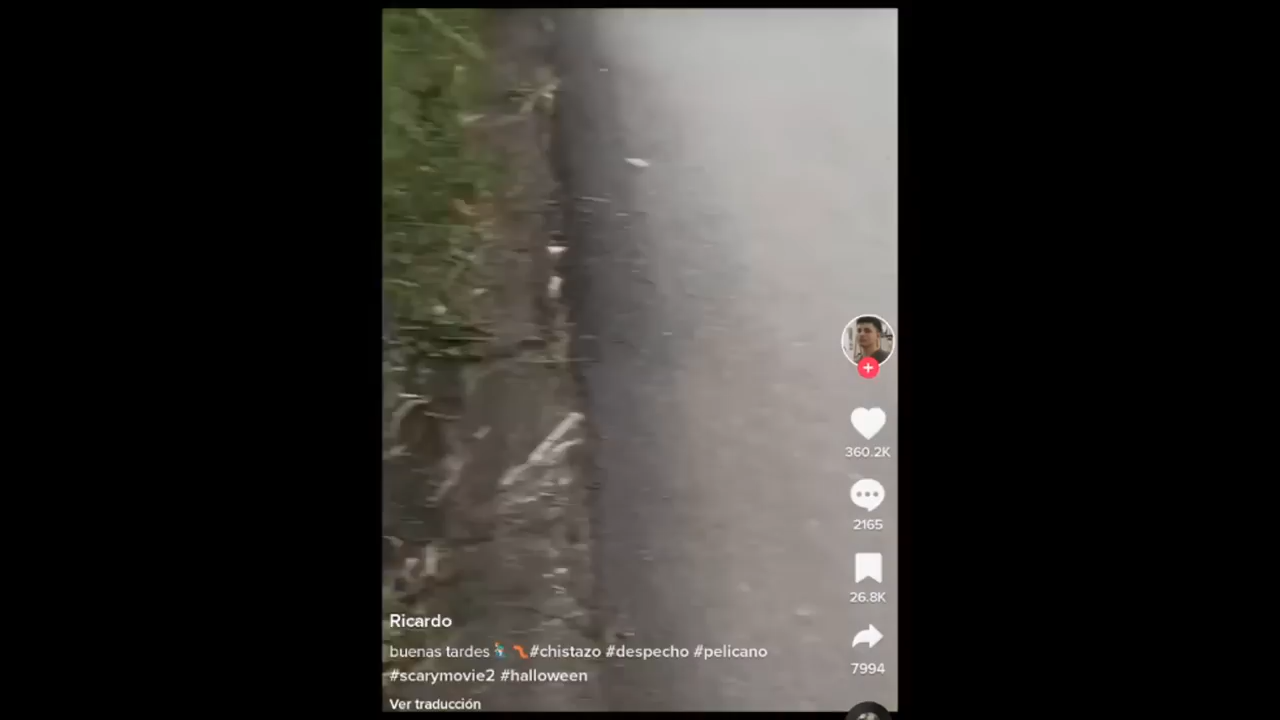 360.2K
2165
26.8K
7994
Ricardo
buenas tardes🧞‍♂️🐛#chistazo #despecho #pelicano
#scarymovie2 #halloween
Ver traducción